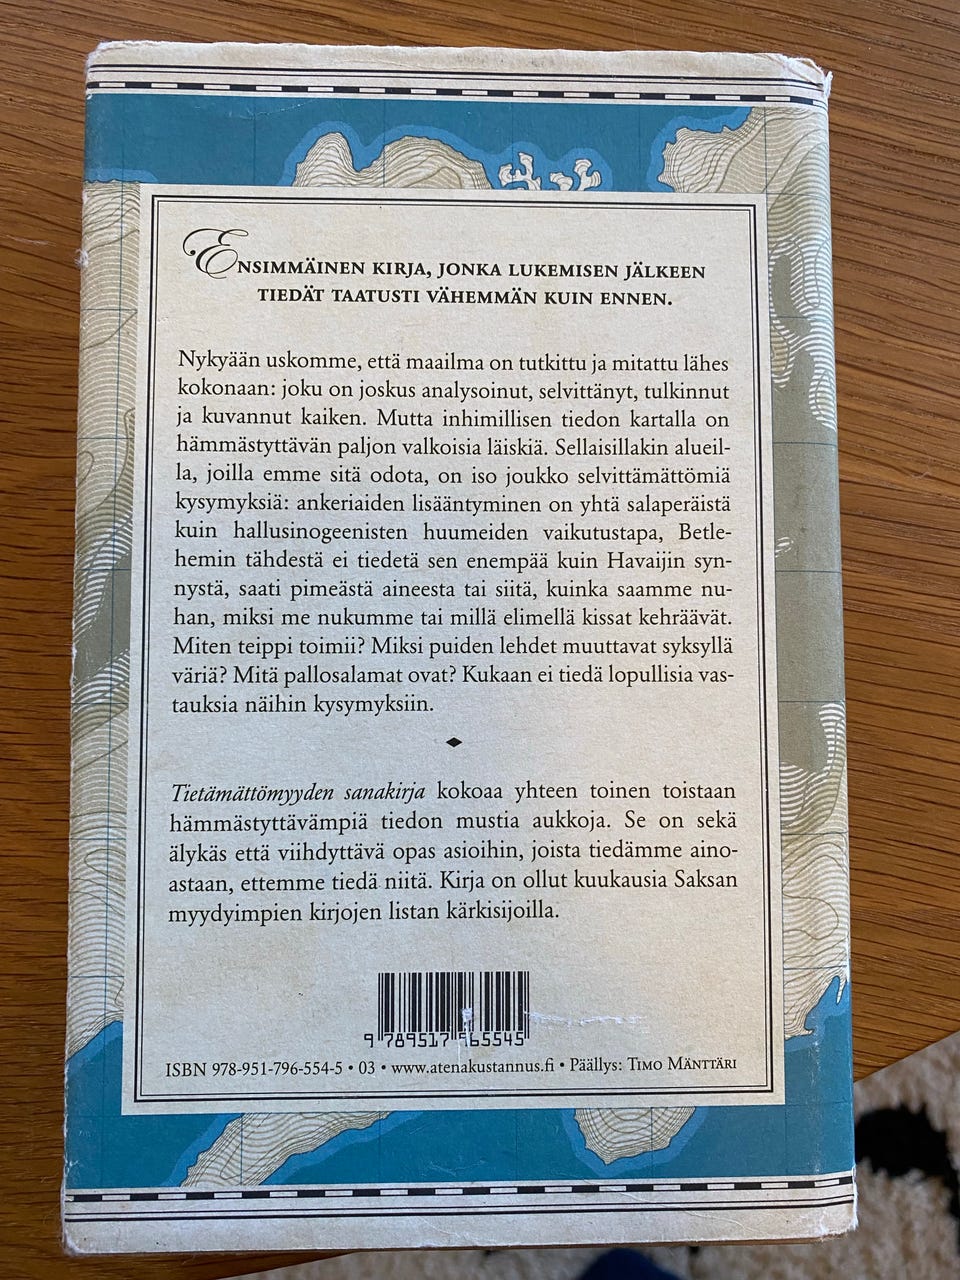 ENSIMMÄINEN KIRJA, JONKA LUKEMISEN JÄLKEEN
TIEDÄT TAATUSTI VÄHEMMÄN KUIN ENNEN.
Nykyään uskomme, että maailma on tutkittu ja mitattu lähes
kokonaan: joku on joskus analysoinut, selvittänyt, tulkinnut
ja kuvannut kaiken. Mutta inhimillisen tiedon kartalla on
hämmästyttävän paljon valkoisia läiskiä. Sellaisillakin alueil-
la, joilla emme sitä odota, on iso joukko selvittämättömiä
kysymyksiä: ankeriaiden lisääntyminen on yhtä salaperäistä
kuin hallusinogeenisten huumeiden vaikutustapa, Betle-
hemin tähdestä ei tiedetä sen enempää kuin Havaijin syn-
nystä, saati pimeästä aineesta tai siitä, kuinka saamme nu-
han, miksi me nukumme tai millä elimellä kissat kehräävät.
Miten teippi toimii? Miksi puiden lehdet muuttavat syksyllä
väriä? Mitä pallosalamat ovat? Kukaan ei tiedä lopullisia vas-
tauksia näihin kysymyksiin.
Tietämättömyyden sanakirja kokoaa yhteen toinen toistaan
hämmästyttävämpiä tiedon mustia aukkoja. Se on sekä
älykäs että viihdyttävä opas asioihin, joista tiedämme aino-
astaan, ettemme tiedä niitä. Kirja on ollut kuukausia Saksan
myydyimpien kirjojen listan kärkisijoilla.
9 789517 965545
ISBN 978-951-796-554-5 • 03 • www.atenakustannus.fi • Päällys: TIMO MÄNTTÄRI